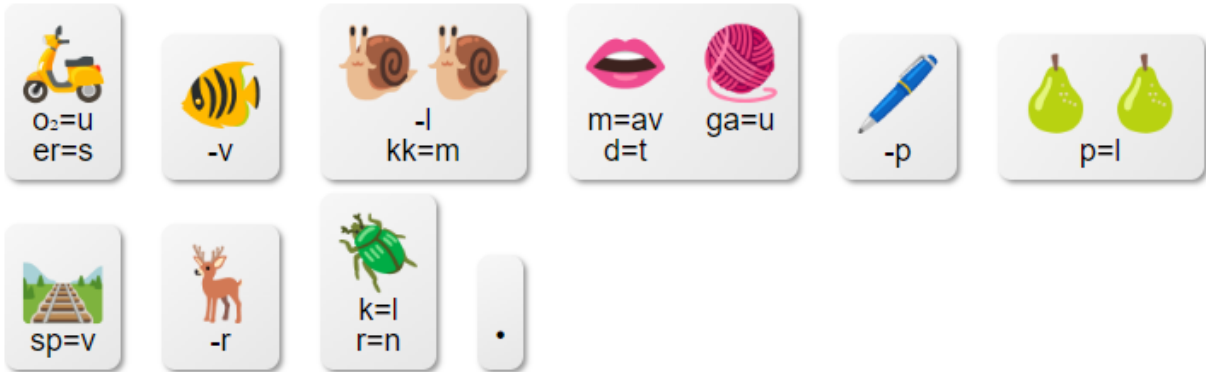 o₂=u
er=s
-v
-l
kk=m
m=av
d=t
ga=u
-p
p=l
sp=v
-r
k=l
r=n
.